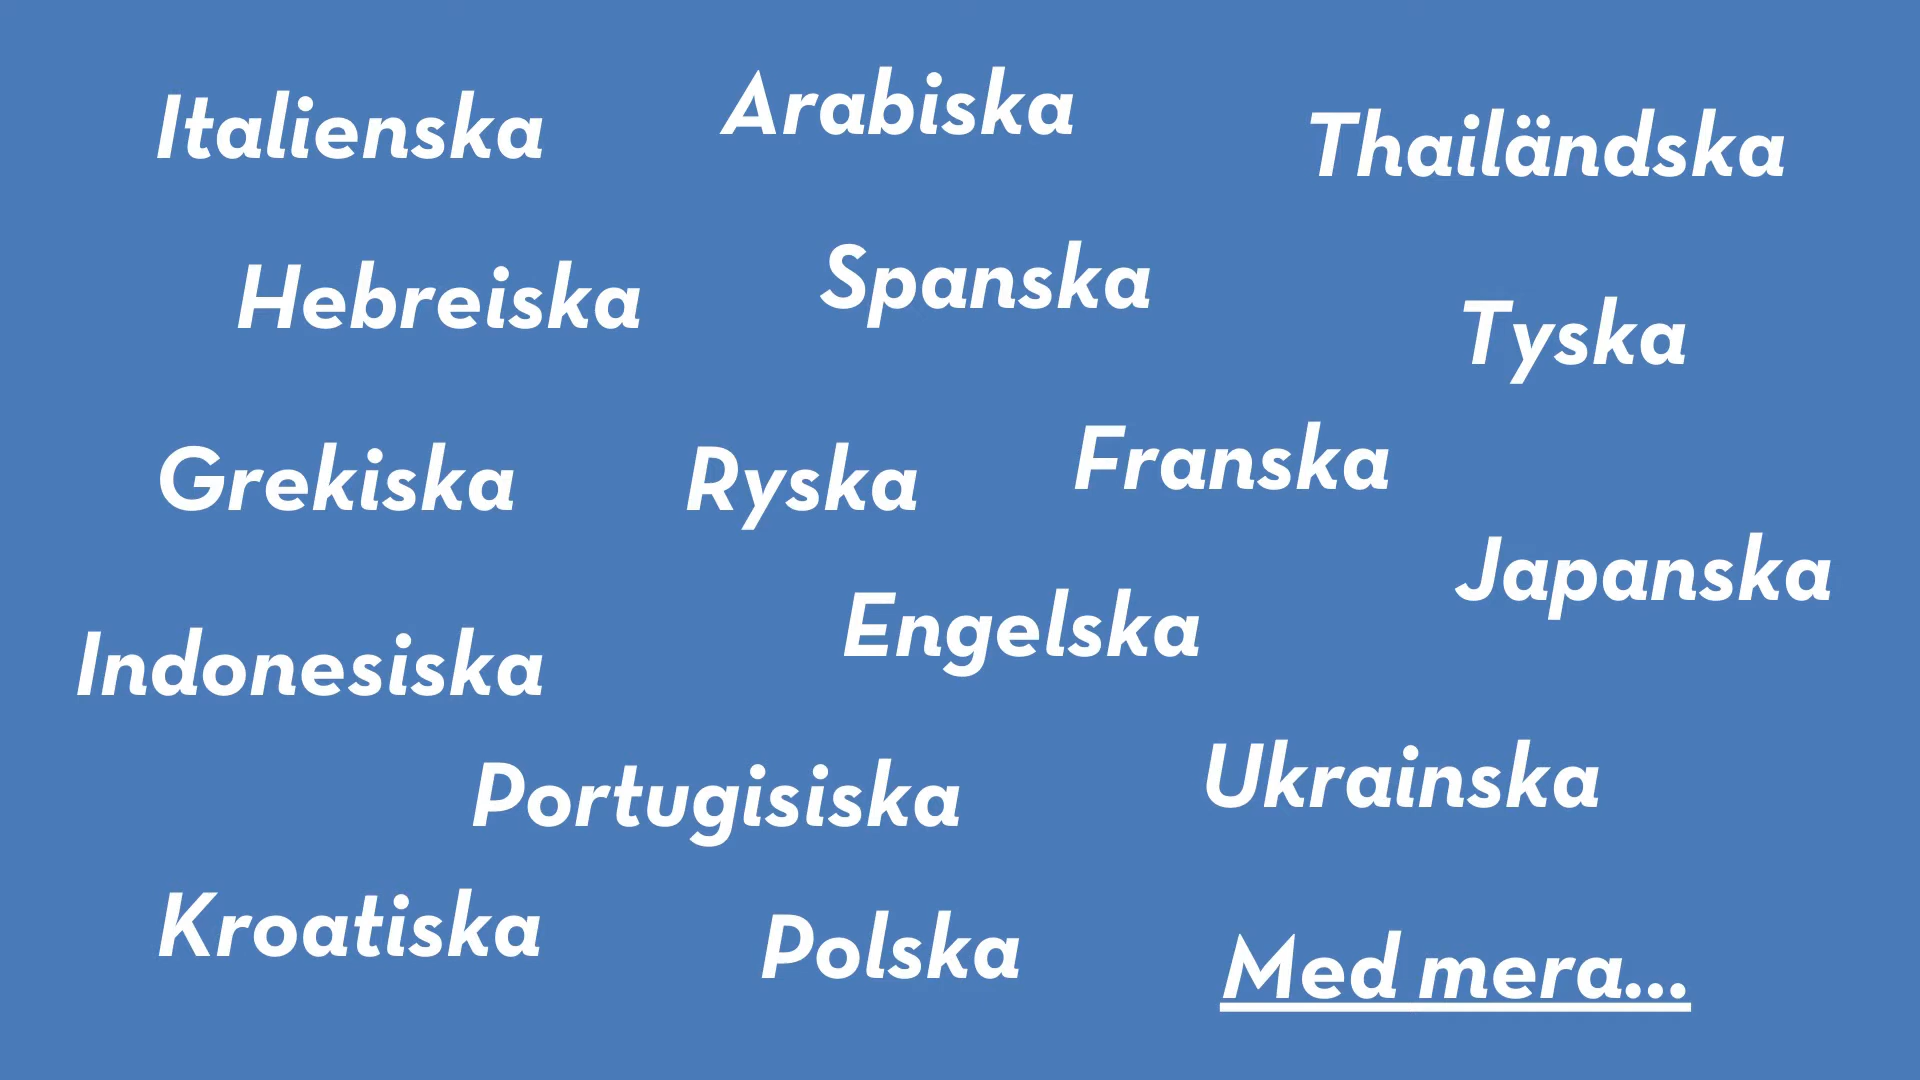 Italienska
Arabiska
Thailändska
Hebreiska
Spanska
Tyska
Grekiska
Ryska
Franska
Japanska
Indonesiska
Engelska
Portugisiska
Ukrainska
Kroatiska
Polska
Med mera...